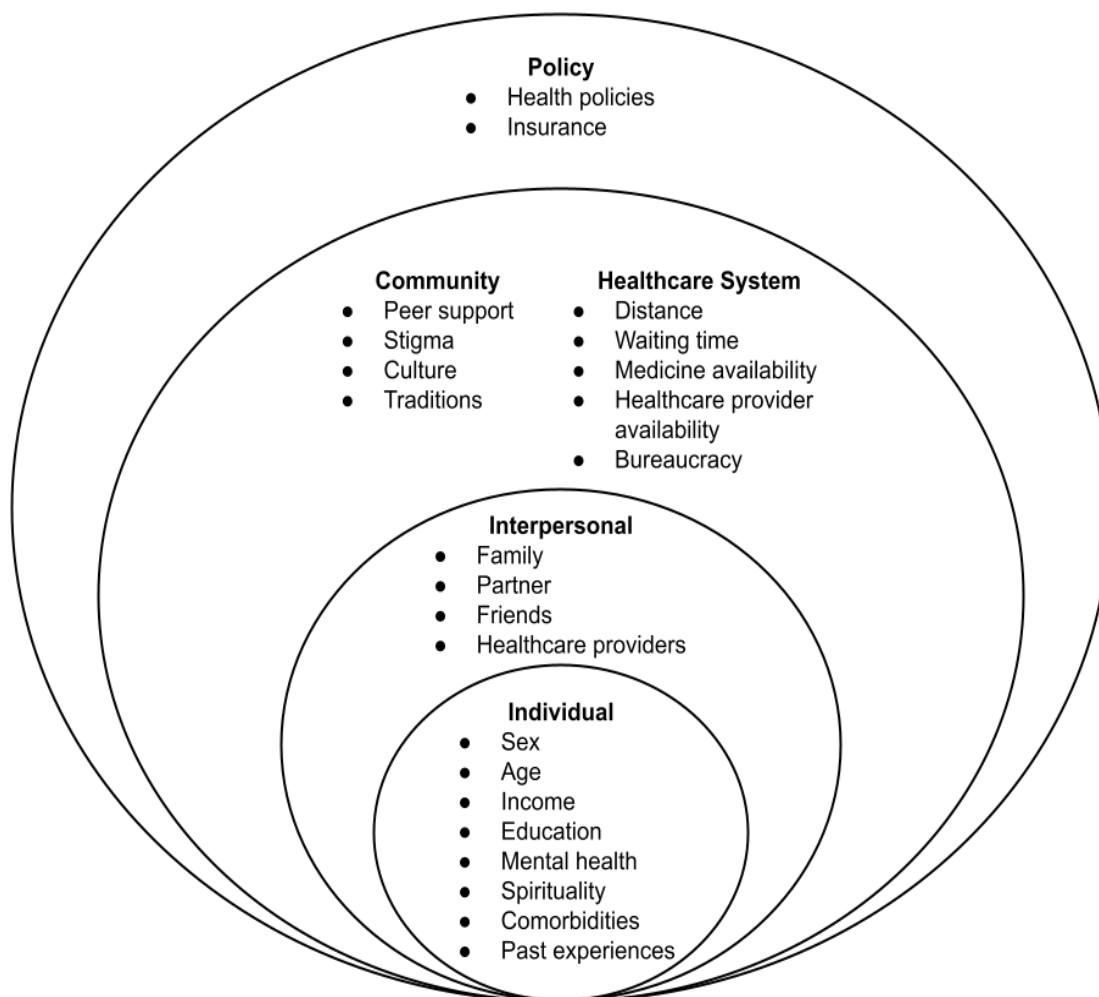 Policy
● Health policies
● Insurance
Community
● Peer support
● Stigma
● Culture
● Traditions
Healthcare System
● Distance
● Waiting time
● Medicine availability
● Healthcare provider
availability
● Bureaucracy
Interpersonal
● Family
● Partner
● Friends
● Healthcare providers
Individual
● Sex
● Age
● Income
● Education
● Mental health
● Spirituality
● Comorbidities
● Past experiences